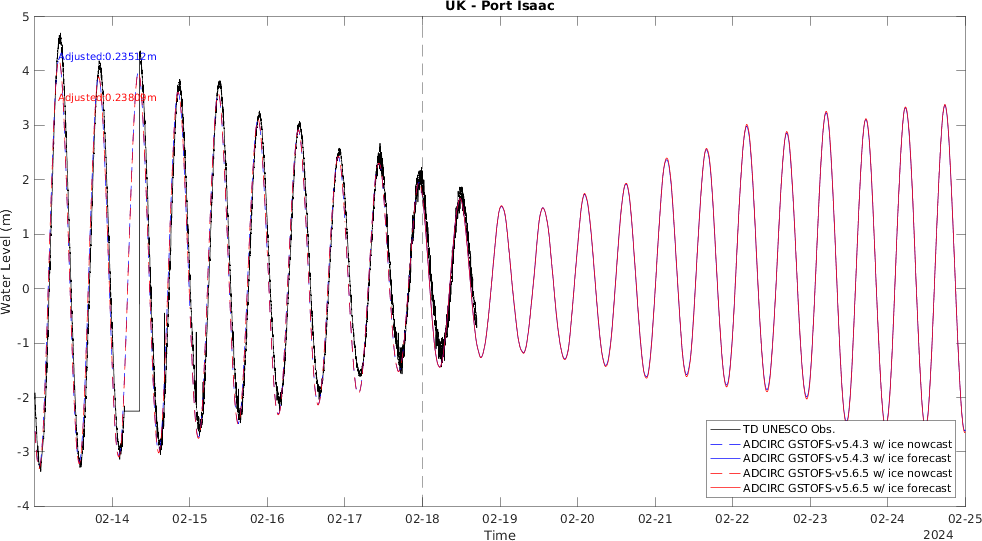 UK - Port Isaac
5
4
3
2
1
0
-1
-2
-3
-4
Water Level (m)
Adjusted:0.23512m
TD UNESCO Obs.
ADCIRC GSTOFS-v5.4.3 w/ ice nowcast
ADCIRC GSTOFS-v5.4.3 w/ ice forecast
ADCIRC GSTOFS-v5.6.5 w/ ice nowcast
ADCIRC GSTOFS-v5.6.5 w/ ice forecast
02-14 02-15 02-16 02-17 02-18 02-19 02-20 02-21 02-22 02-23 02-24 02-25
Time
2024